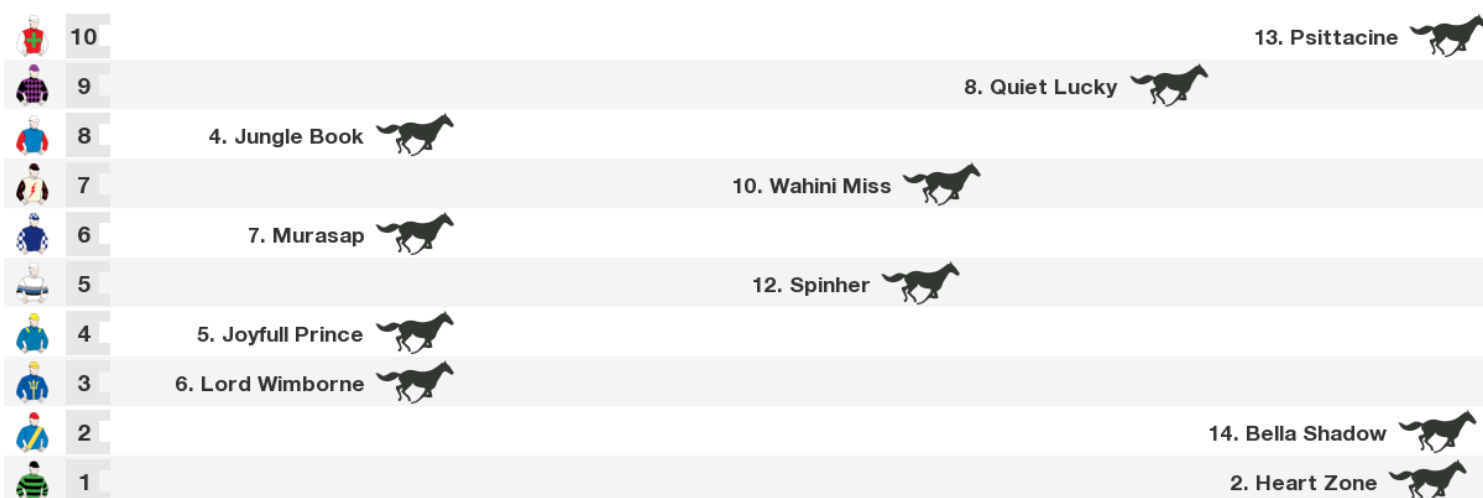 10 13. Psittacine
9 8. Quiet Lucky
8 4. Jungle Book
7 10. Wahini Miss
6 7. Murasap
5 12. Spinher
4 5. Joyfull Prince
3 6. Lord Wimborne
2 14. Bella Shadow
1 2. Heart Zone